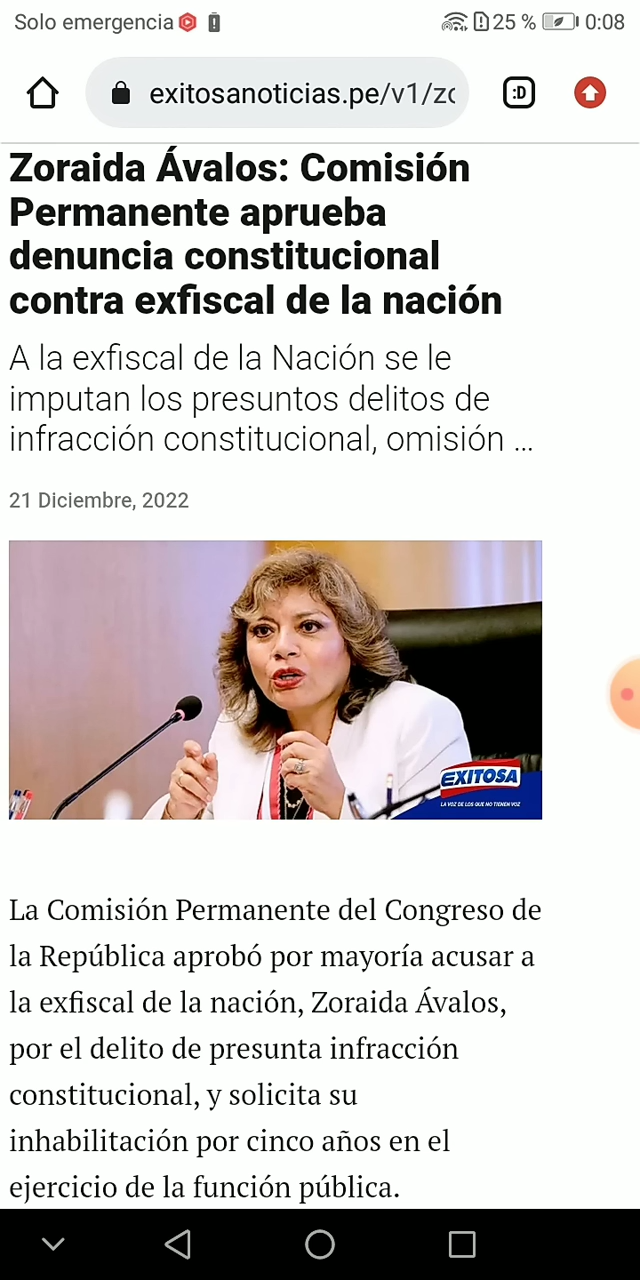 Solo emergencia
25 % 0:08
exitosanoticias.pe/v1/zo
:D
Zoraida Ávalos: Comisión
Permanente aprueba
denuncia constitucional
contra exfiscal de la nación
A la exfiscal de la Nación se le
imputan los presuntos delitos de
infracción constitucional, omisión ...
21 Diciembre, 2022
EXITOSA
LA VOZ DE LOS QUE NO TIENEN VOZ
La Comisión Permanente del Congreso de
la República aprobó por mayoría acusar a
la exfiscal de la nación, Zoraida Ávalos,
por el delito de presunta infracción
constitucional, y solicita su
inhabilitación por cinco años en el
ejercicio de la función pública.